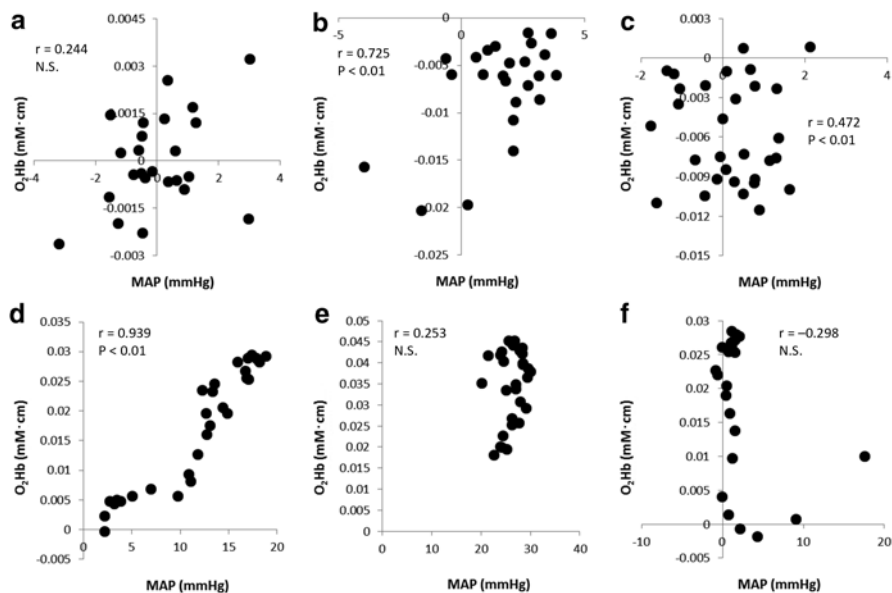 a
r = 0.244
N.S.
O₂Hb (mM·cm)
0.0045
0.003
0.0015
0
-0.0015
-0.003
-4 -2 0 2 4
MAP (mmHg)
b
r = 0.725
P < 0.01
O₂Hb (mM·cm)
-5 0 5
-0.005
-0.01
-0.015
-0.02
-0.025
MAP (mmHg)
c
r = 0.472
P < 0.01
O₂Hb (mM·cm)
0.003
0
-0.003
-0.006
-0.009
-0.012
-0.015
-2 0 2 4
MAP (mmHg)
d
r = 0.939
P < 0.01
O₂Hb (mM·cm)
0.035
0.03
0.025
0.02
0.015
0.01
0.005
0
-0.005
0 5 10 15 20
MAP (mmHg)
e
r = 0.253
N.S.
O₂Hb (mM·cm)
0.05
0.045
0.04
0.035
0.03
0.025
0.02
0.015
0.01
0.005
0
0 10 20 30 40
MAP (mmHg)
f
r = –0.298
N.S.
O₂Hb (mM·cm)
0.03
0.025
0.02
0.015
0.01
0.005
0
-0.005
-10 0 10 20
MAP (mmHg)